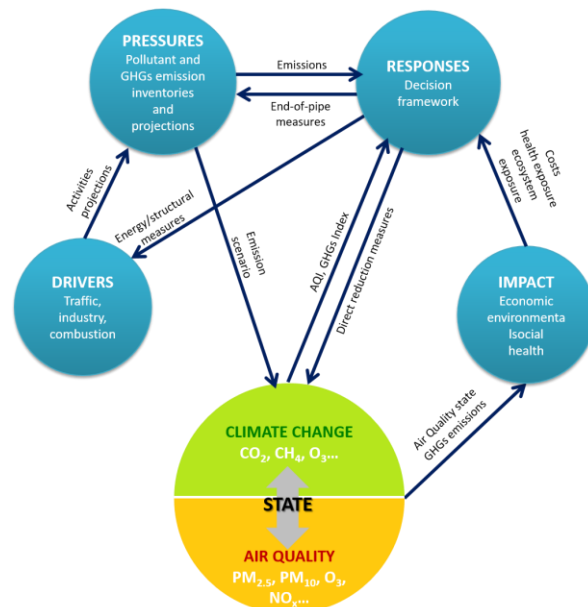 PRESSURES
Pollutant and
GHGs emission
inventories
and
projections
Emissions
End-of-pipe
measures
RESPONSES
Decision
framework
Activities
projections
Energy/structural
measures
Emission
scenario
AQI, GHGs Index
Direct reduction measures
Costs
health exposure
ecosystem
exposure
DRIVERS
Traffic,
industry,
combustion
IMPACT
Economic
environmenta
lsocial
health
Air Quality state
GHGs emissions
CLIMATE CHANGE
CO₂, CH₄, O₃...
STATE
AIR QUALITY
PM₂.₅, PM₁₀, O₃,
NOₓ...